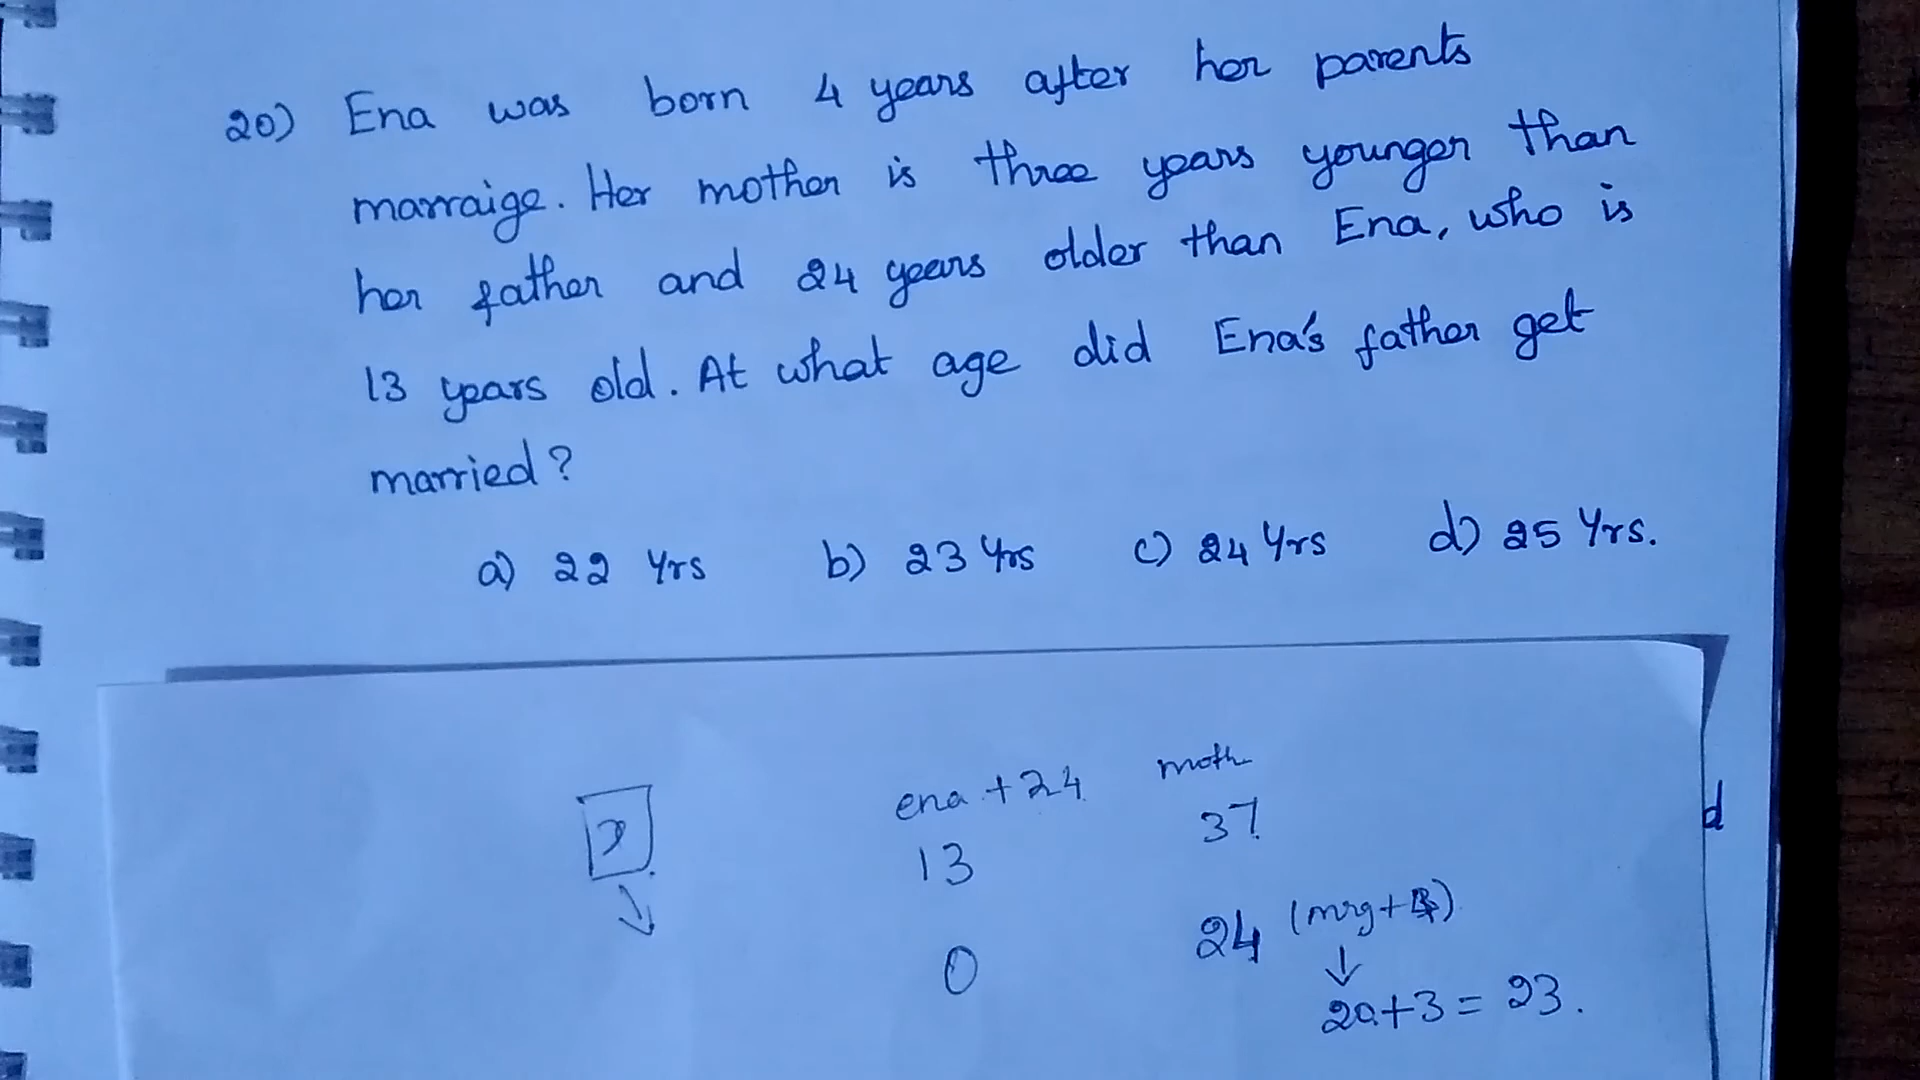 20) Ena was born 4 years after her parents
marraige. Her mother is three years younger than
her father and 24 years older than Ena, who is
13 years old. At what age did Ena's father get
married?
a) 22 Yrs b) 23 Yrs c) 24 Yrs d) 25 Yrs.
ena + 24 moth
13 37
d
24 (mrg+4)
0
20+3 = 23.